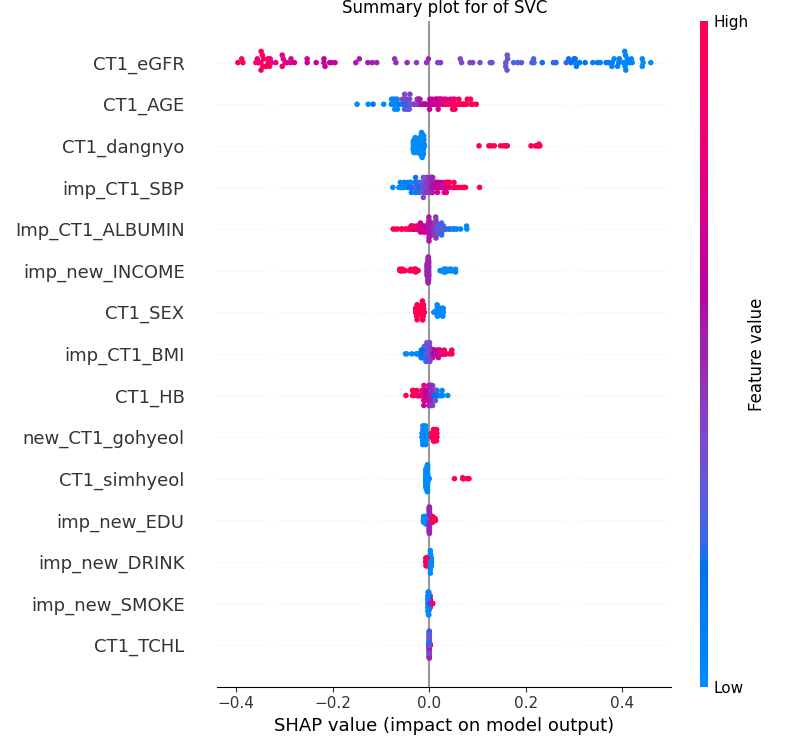 Summary plot for of SVC
High
CT1_eGFR
CT1_AGE
CT1_dangnyo
imp_CT1_SBP
Imp_CT1_ALBUMIN
imp_new_INCOME
CT1_SEX
imp_CT1_BMI
CT1_HB
new_CT1_gohyeol
CT1_simhyeol
imp_new_EDU
imp_new_DRINK
imp_new_SMOKE
CT1_TCHL
Feature value
Low
−0.4 −0.2 0.0 0.2 0.4
SHAP value (impact on model output)